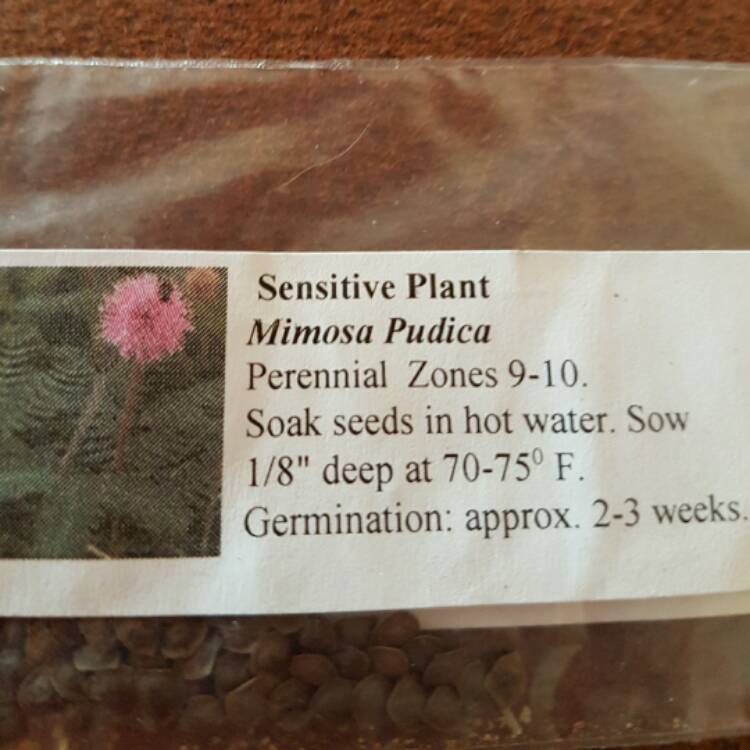 Sensitive Plant
Mimosa Pudica
Perennial Zones 9-10.
Soak seeds in hot water. Sow
1/8" deep at 70-75⁰ F.
Germination: approx. 2-3 weeks.